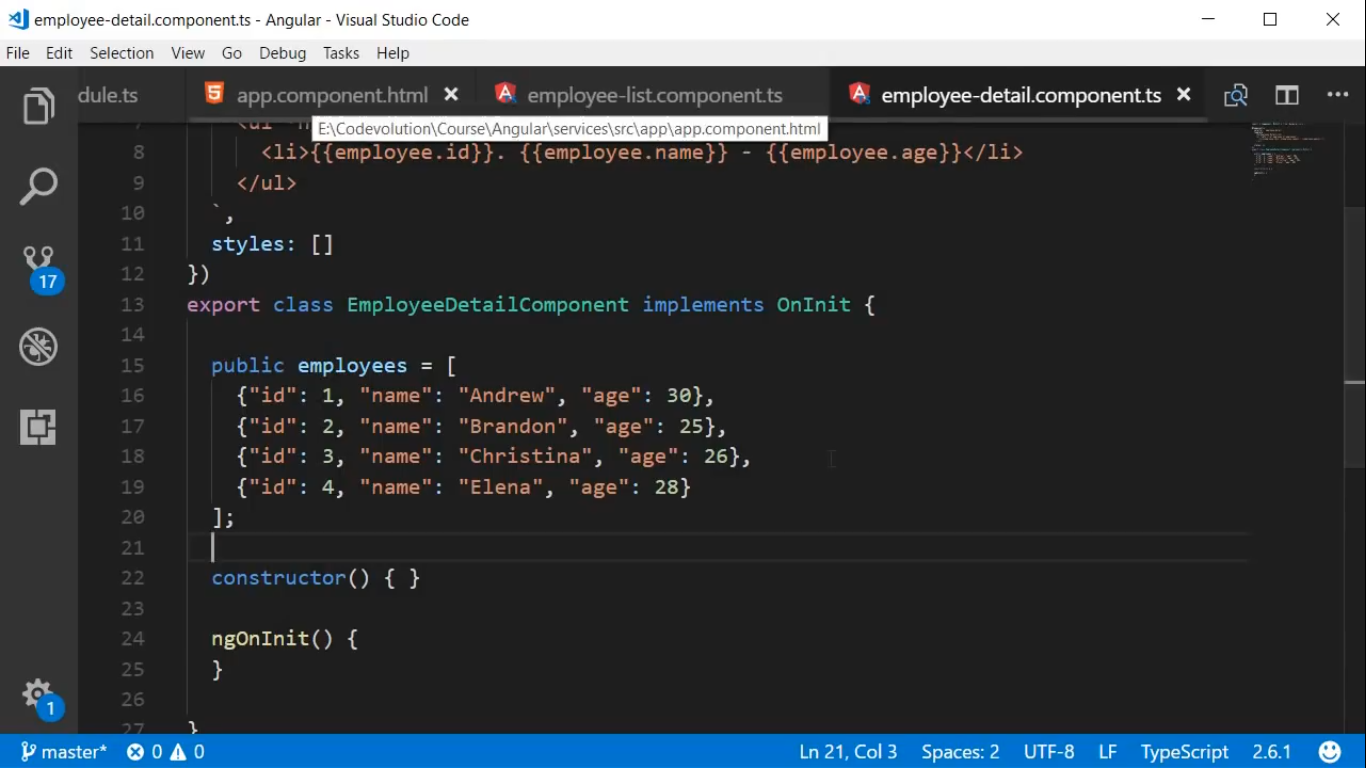 employee-detail.component.ts - Angular - Visual Studio Code
File Edit Selection View Go Debug Tasks Help
dule.ts app.component.html employee-list.component.ts employee-detail.component.ts
E:\Codevolution\Course\Angular\services\src\app\app.component.html
8 <li>{{employee.id}}. {{employee.name}} - {{employee.age}}</li>
9 </ul>
10 `,
11 styles: []
12 })
13 export class EmployeeDetailComponent implements OnInit {
14
15 public employees = [
16 {"id": 1, "name": "Andrew", "age": 30},
17 {"id": 2, "name": "Brandon", "age": 25},
18 {"id": 3, "name": "Christina", "age": 26},
19 {"id": 4, "name": "Elena", "age": 28}
20 ];
21
22 constructor() { }
23
24 ngOnInit() {
25 }
26
27 }
17
1
master* 0 0 Ln 21, Col 3 Spaces: 2 UTF-8 LF TypeScript 2.6.1